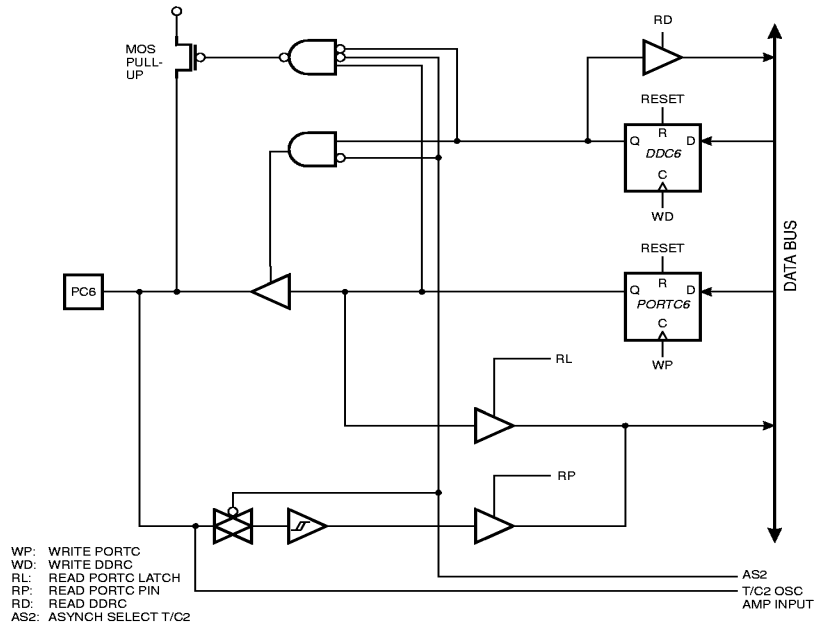 RD
MOS
PULL-
UP
RESET
R
Q
D
DDC6
C
WD
DATA BUS
RESET
PC6
R
Q
D
PORTC6
C
WP
RL
RP
WP: WRITE PORTC
WD: WRITE DDRC
RL: READ PORTC LATCH
RP: READ PORTC PIN
RD: READ DDRC
AS2: ASYNCH SELECT T/C2
AS2
T/C2 OSC
AMP INPUT